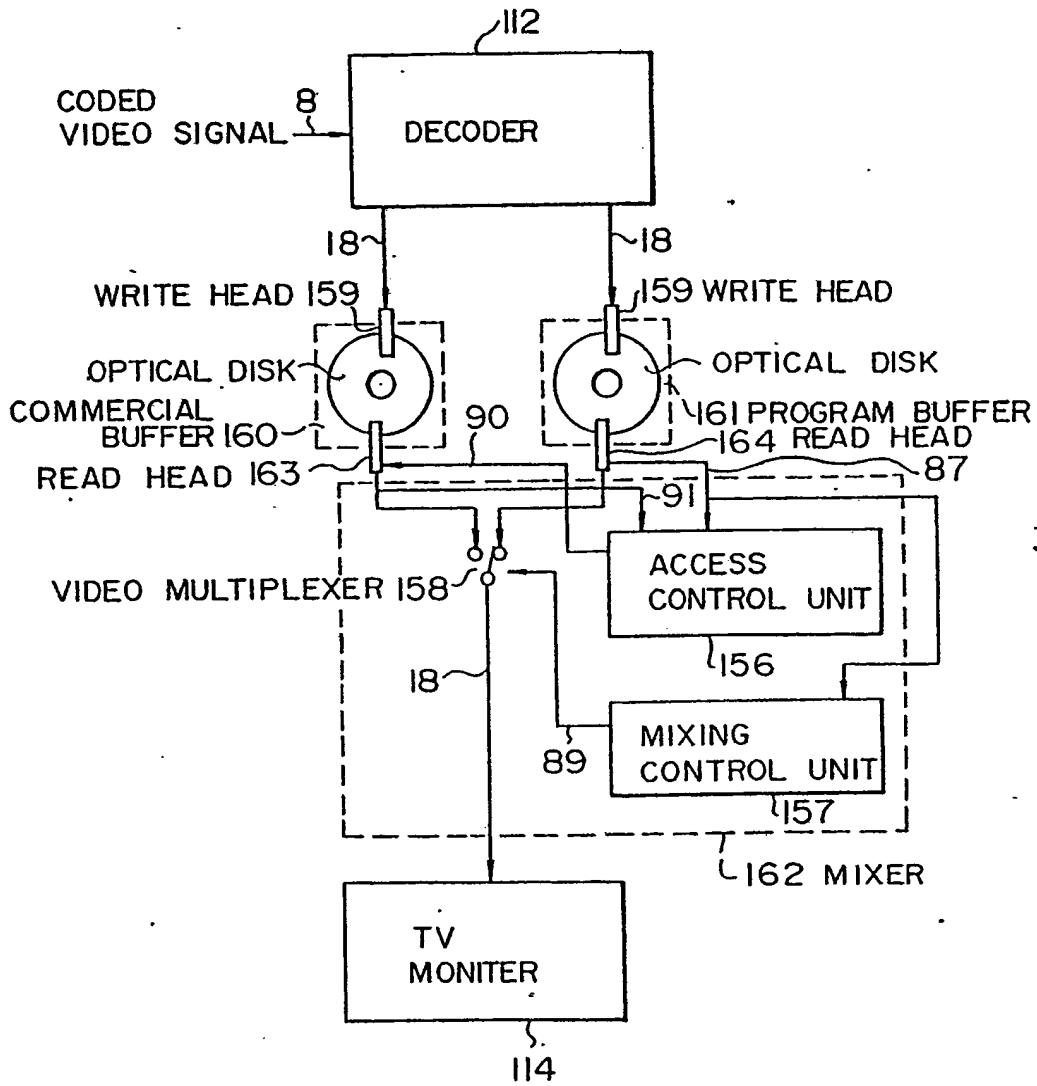 112
CODED
VIDEO SIGNAL
8
DECODER
18
18
WRITE HEAD 159
159 WRITE HEAD
OPTICAL DISK
OPTICAL DISK
COMMERCIAL
BUFFER 160
161 PROGRAM BUFFER
90
164 READ HEAD
READ HEAD 163
87
91
VIDEO MULTIPLEXER 158
ACCESS
CONTROL UNIT
156
18
89
MIXING
CONTROL UNIT
157
162 MIXER
TV
MONITER
114